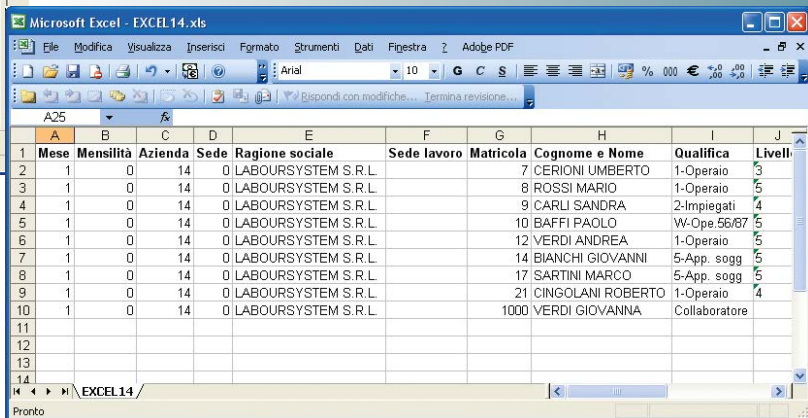 Microsoft Excel - EXCEL14.xls
File Modifica Visualizza Inserisci Formato Strumenti Dati Finestra ? Adobe PDF
Arial 10 G C S % 000 €
Rispondi con modifiche... Termina revisione...
A25 fx
A B C D E F G H I J
1 Mese Mensilità Azienda Sede Ragione sociale Sede lavoro Matricola Cognome e Nome Qualifica Livell
2 1 0 14 0 LABOURSYSTEM S.R.L. 7 CERIONI UMBERTO 1-Operaio 3
3 1 0 14 0 LABOURSYSTEM S.R.L. 8 ROSSI MARIO 1-Operaio 5
4 1 0 14 0 LABOURSYSTEM S.R.L. 9 CARLI SANDRA 2-Impiegati 4
5 1 0 14 0 LABOURSYSTEM S.R.L. 10 BAFFI PAOLO W-Ope.56/87 5
6 1 0 14 0 LABOURSYSTEM S.R.L. 12 VERDI ANDREA 1-Operaio 5
7 1 0 14 0 LABOURSYSTEM S.R.L. 14 BIANCHI GIOVANNI 5-App. sogg 5
8 1 0 14 0 LABOURSYSTEM S.R.L. 17 SARTINI MARCO 5-App. sogg 5
9 1 0 14 0 LABOURSYSTEM S.R.L. 21 CINGOLANI ROBERTO 1-Operaio 4
10 1 0 14 0 LABOURSYSTEM S.R.L. 1000 VERDI GIOVANNA Collaboratore
11
12
13
14
EXCEL14
Pronto